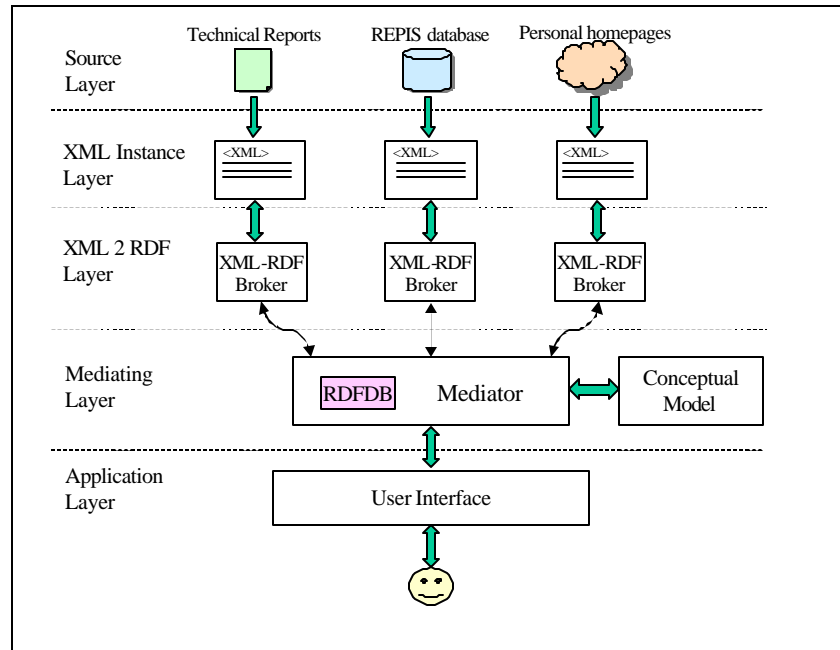 Technical Reports
REPIS database
Personal homepages
Source
Layer
XML Instance
Layer
<XML>
<XML>
<XML>
XML 2 RDF
Layer
XML-RDF
Broker
XML-RDF
Broker
XML-RDF
Broker
Mediating
Layer
RDFDB
Mediator
Conceptual
Model
Application
Layer
User Interface